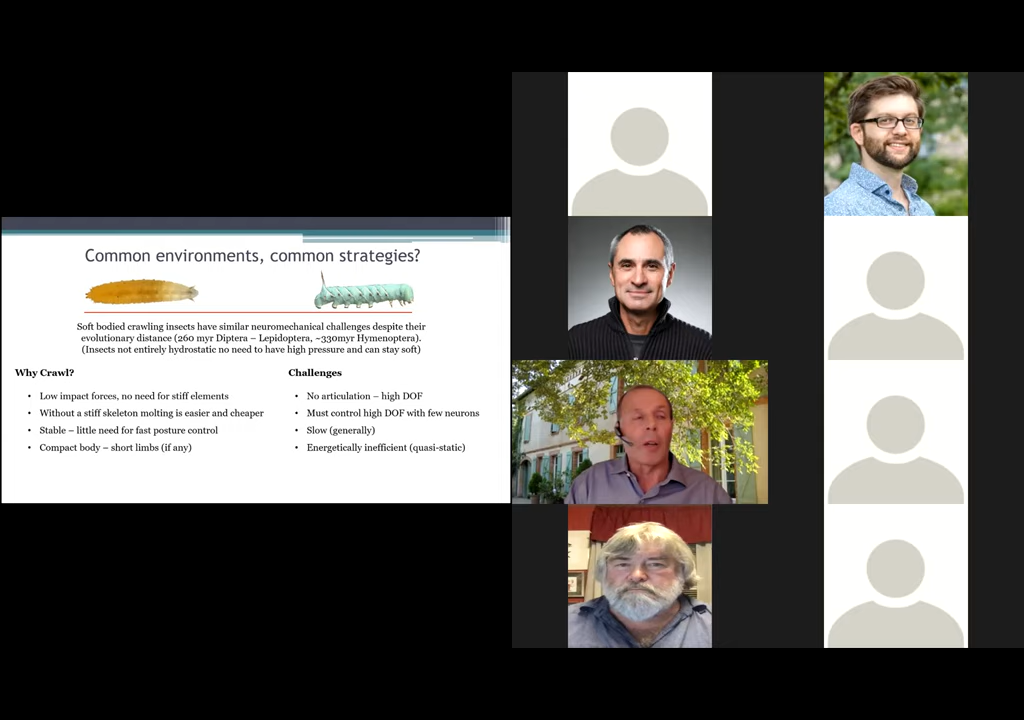 Common environments, common strategies?
Soft bodied crawling insects have similar neuromechanical challenges despite their
evolutionary distance (260 myr Diptera – Lepidoptera, ~330myr Hymenoptera).
(Insects not entirely hydrostatic no need to have high pressure and can stay soft)
Why Crawl?
• Low impact forces, no need for stiff elements
• Without a stiff skeleton molting is easier and cheaper
• Stable – little need for fast posture control
• Compact body – short limbs (if any)
Challenges
• No articulation – high DOF
• Must control high DOF with few neurons
• Slow (generally)
• Energetically inefficient (quasi-static)